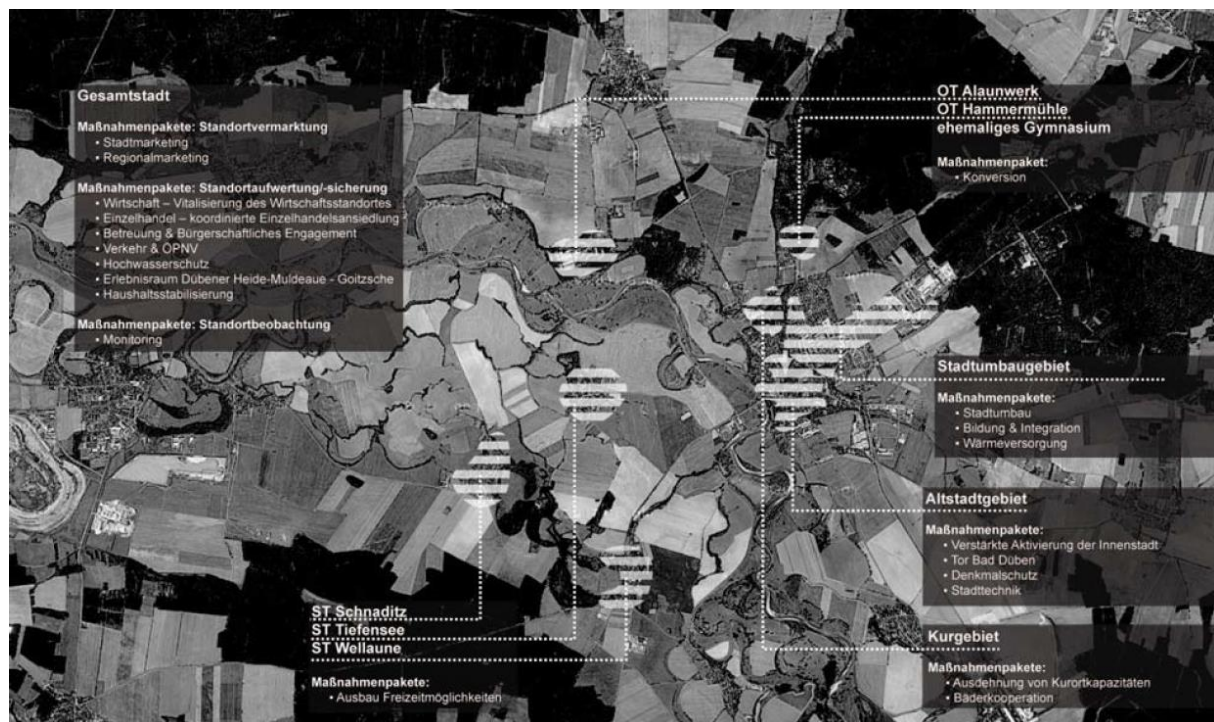 Gesamtstadt
Maßnahmenpakete: Standortvermarktung
• Stadtmarketing
• Regionalmarketing
Maßnahmenpakete: Standortaufwertung/-sicherung
• Wirtschaft – Vitalisierung des Wirtschaftsstandortes
• Einzelhandel – koordinierte Einzelhandelsansiedlung
• Betreuung & Bürgerschaftliches Engagement
• Verkehr & ÖPNV
• Hochwasserschutz
• Erlebnisraum Dübener Heide-Muldeaue - Goitzsche
• Haushaltsstabilisierung
Maßnahmenpakete: Standortbeobachtung
• Monitoring
OT Alaunwerk
OT Hammermühle
ehemaliges Gymnasium
Maßnahmenpaket:
• Konversion
Stadtumbaugebiet
Maßnahmenpakete:
• Stadtumbau
• Bildung & Integration
• Wärmeversorgung
Altstadtgebiet
Maßnahmenpakete:
• Verstärkte Aktivierung der Innenstadt
• Tor Bad Düben
• Denkmalschutz
• Stadttechnik
ST Schnaditz
ST Tiefensee
ST Wellaune
Maßnahmenpakete:
• Ausbau Freizeitmöglichkeiten
Kurgebiet
Maßnahmenpakete:
• Ausdehnung von Kurortkapazitäten
• Bäderkooperation